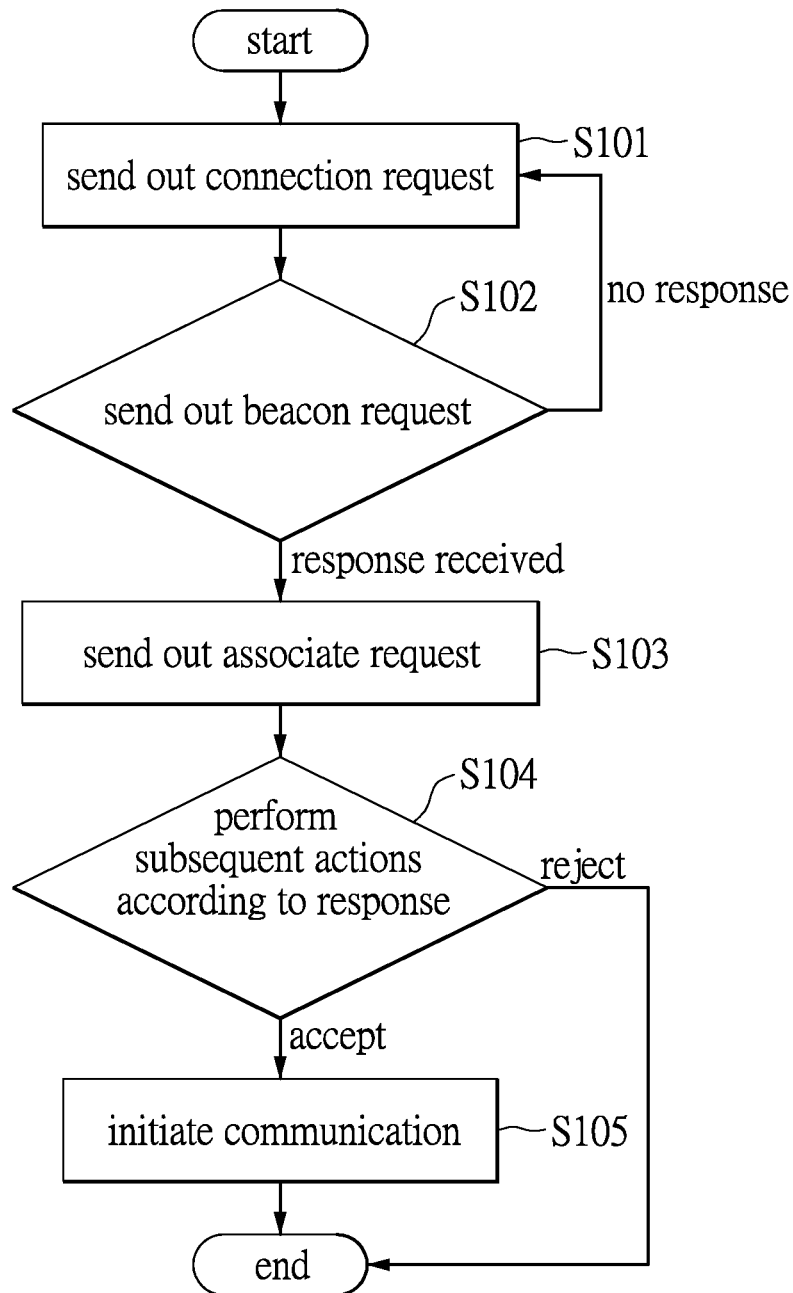 start
S101
send out connection request
S102
no response
send out beacon request
response received
send out associate request
S103
S104
perform
subsequent actions
according to response
reject
accept
initiate communication
S105
end